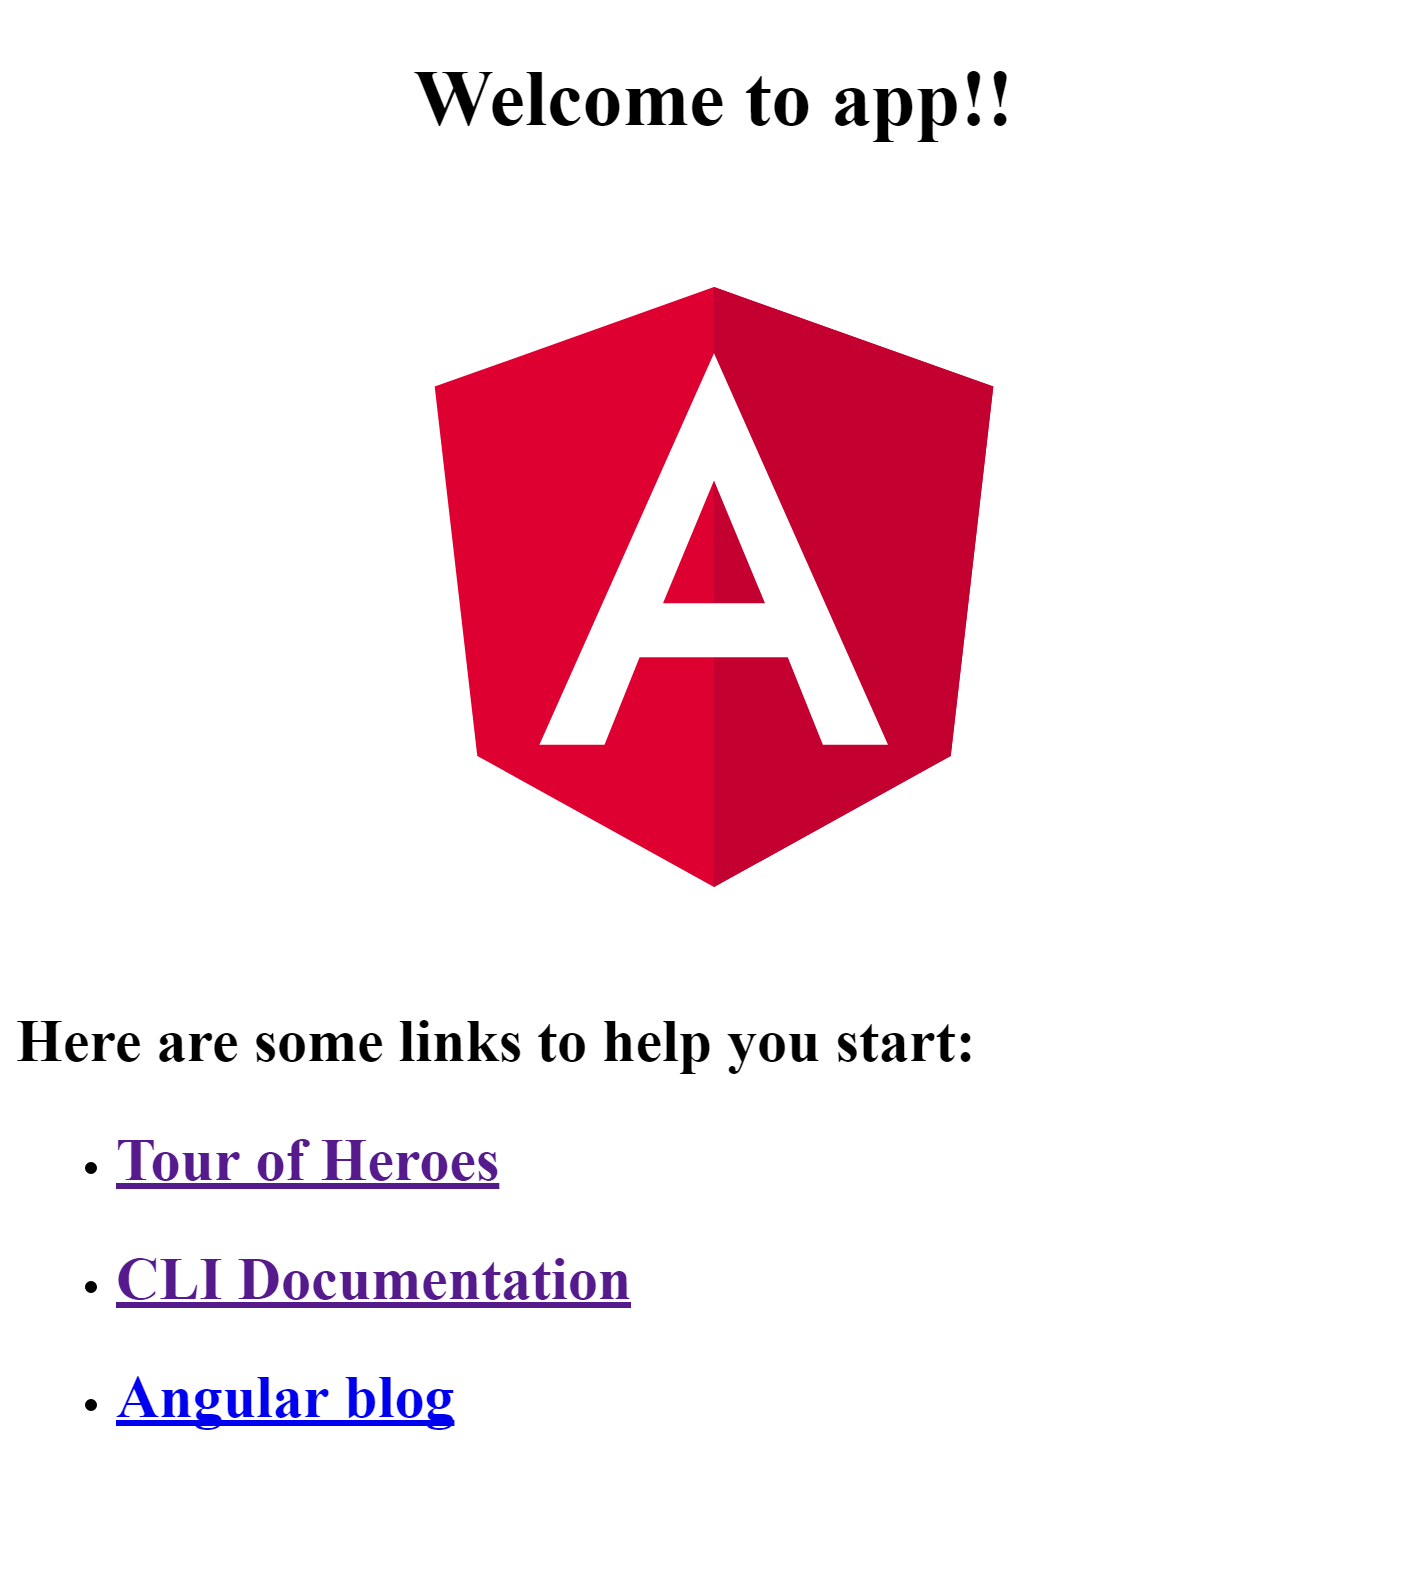 Welcome to app!!
A
Here are some links to help you start:
Tour of Heroes
CLI Documentation
Angular blog